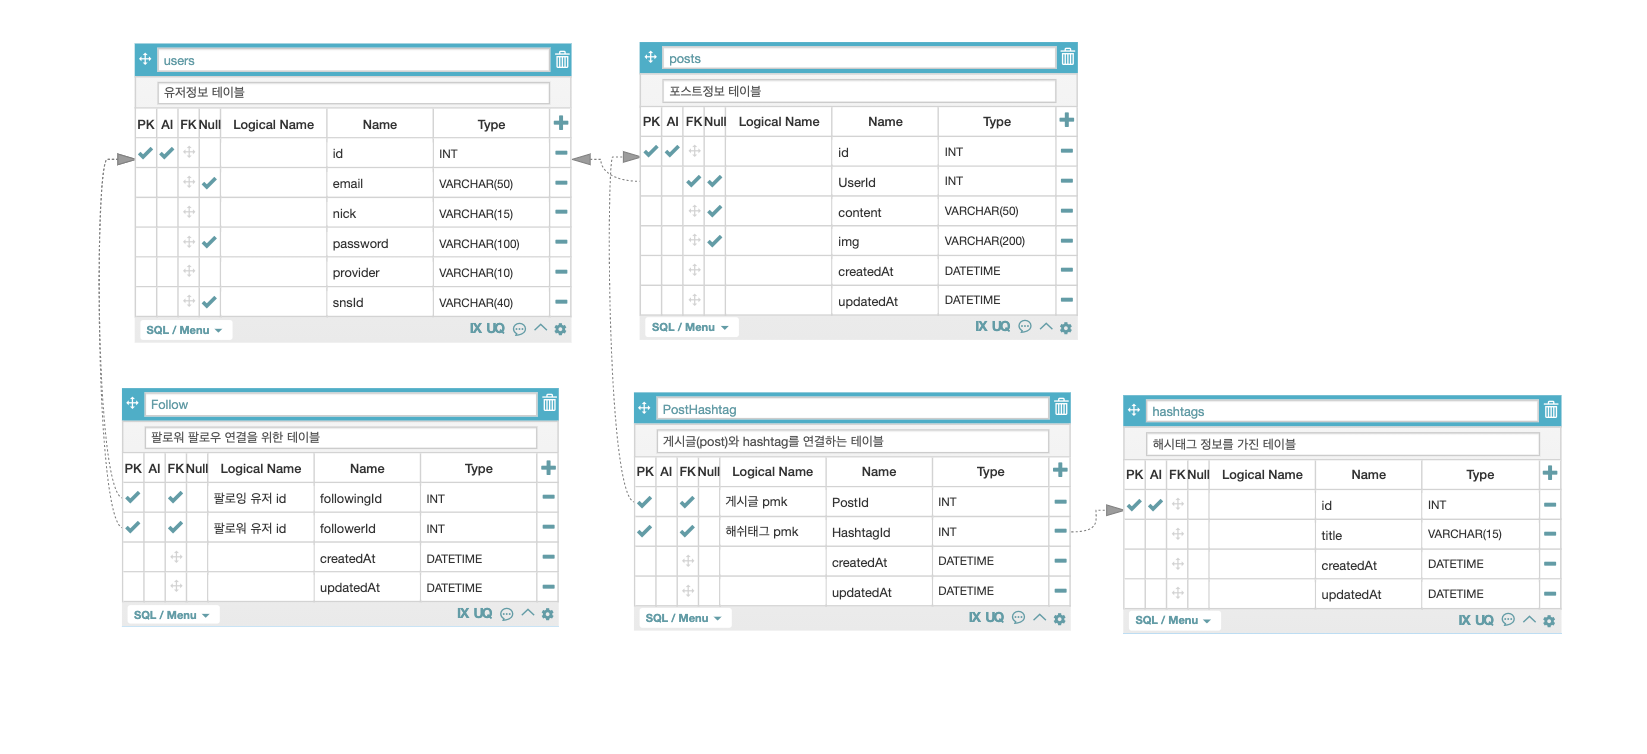 users
유저정보 테이블
PK AI FK Null Logical Name Name Type
id INT
email VARCHAR(50)
nick VARCHAR(15)
password VARCHAR(100)
provider VARCHAR(10)
snsId VARCHAR(40)
SQL / Menu IX UQ
posts
포스트정보 테이블
PK AI FK Null Logical Name Name Type
id INT
UserId INT
content VARCHAR(50)
img VARCHAR(200)
createdAt DATETIME
updatedAt DATETIME
SQL / Menu IX UQ
Follow
팔로워 팔로우 연결을 위한 테이블
PK AI FK Null Logical Name Name Type
팔로잉 유저 id followingId INT
팔로워 유저 id followerId INT
createdAt DATETIME
updatedAt DATETIME
SQL / Menu IX UQ
PostHashtag
게시글(post)와 hashtag를 연결하는 테이블
PK AI FK Null Logical Name Name Type
게시글 pmk PostId INT
해쉬태그 pmk HashtagId INT
createdAt DATETIME
updatedAt DATETIME
SQL / Menu IX UQ
hashtags
해시태그 정보를 가진 테이블
PK AI FK Null Logical Name Name Type
id INT
title VARCHAR(15)
createdAt DATETIME
updatedAt DATETIME
SQL / Menu IX UQ